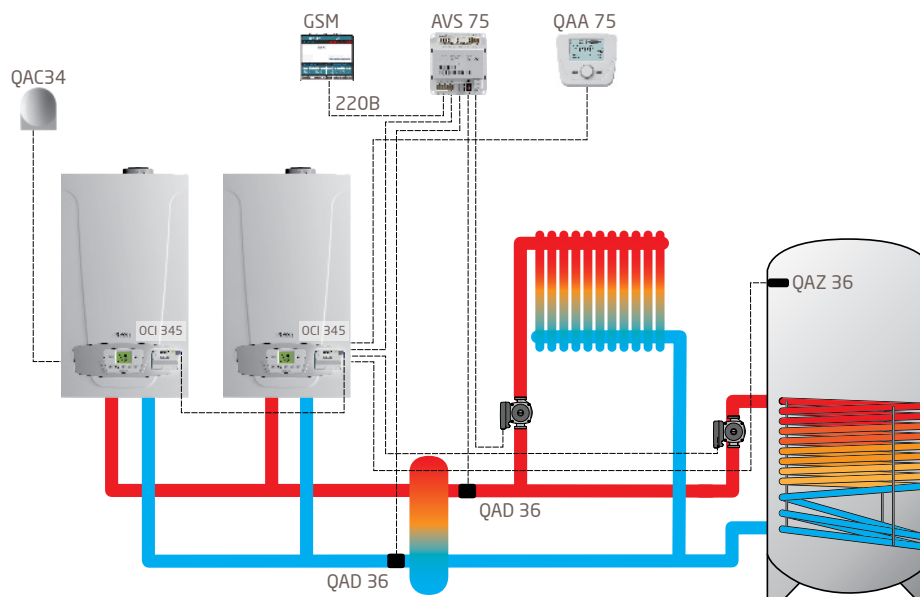 GSM
AVS 75
QAA 75
QAC34
220В
QAZ 36
OCI 345
OCI 345
QAD 36
QAD 36